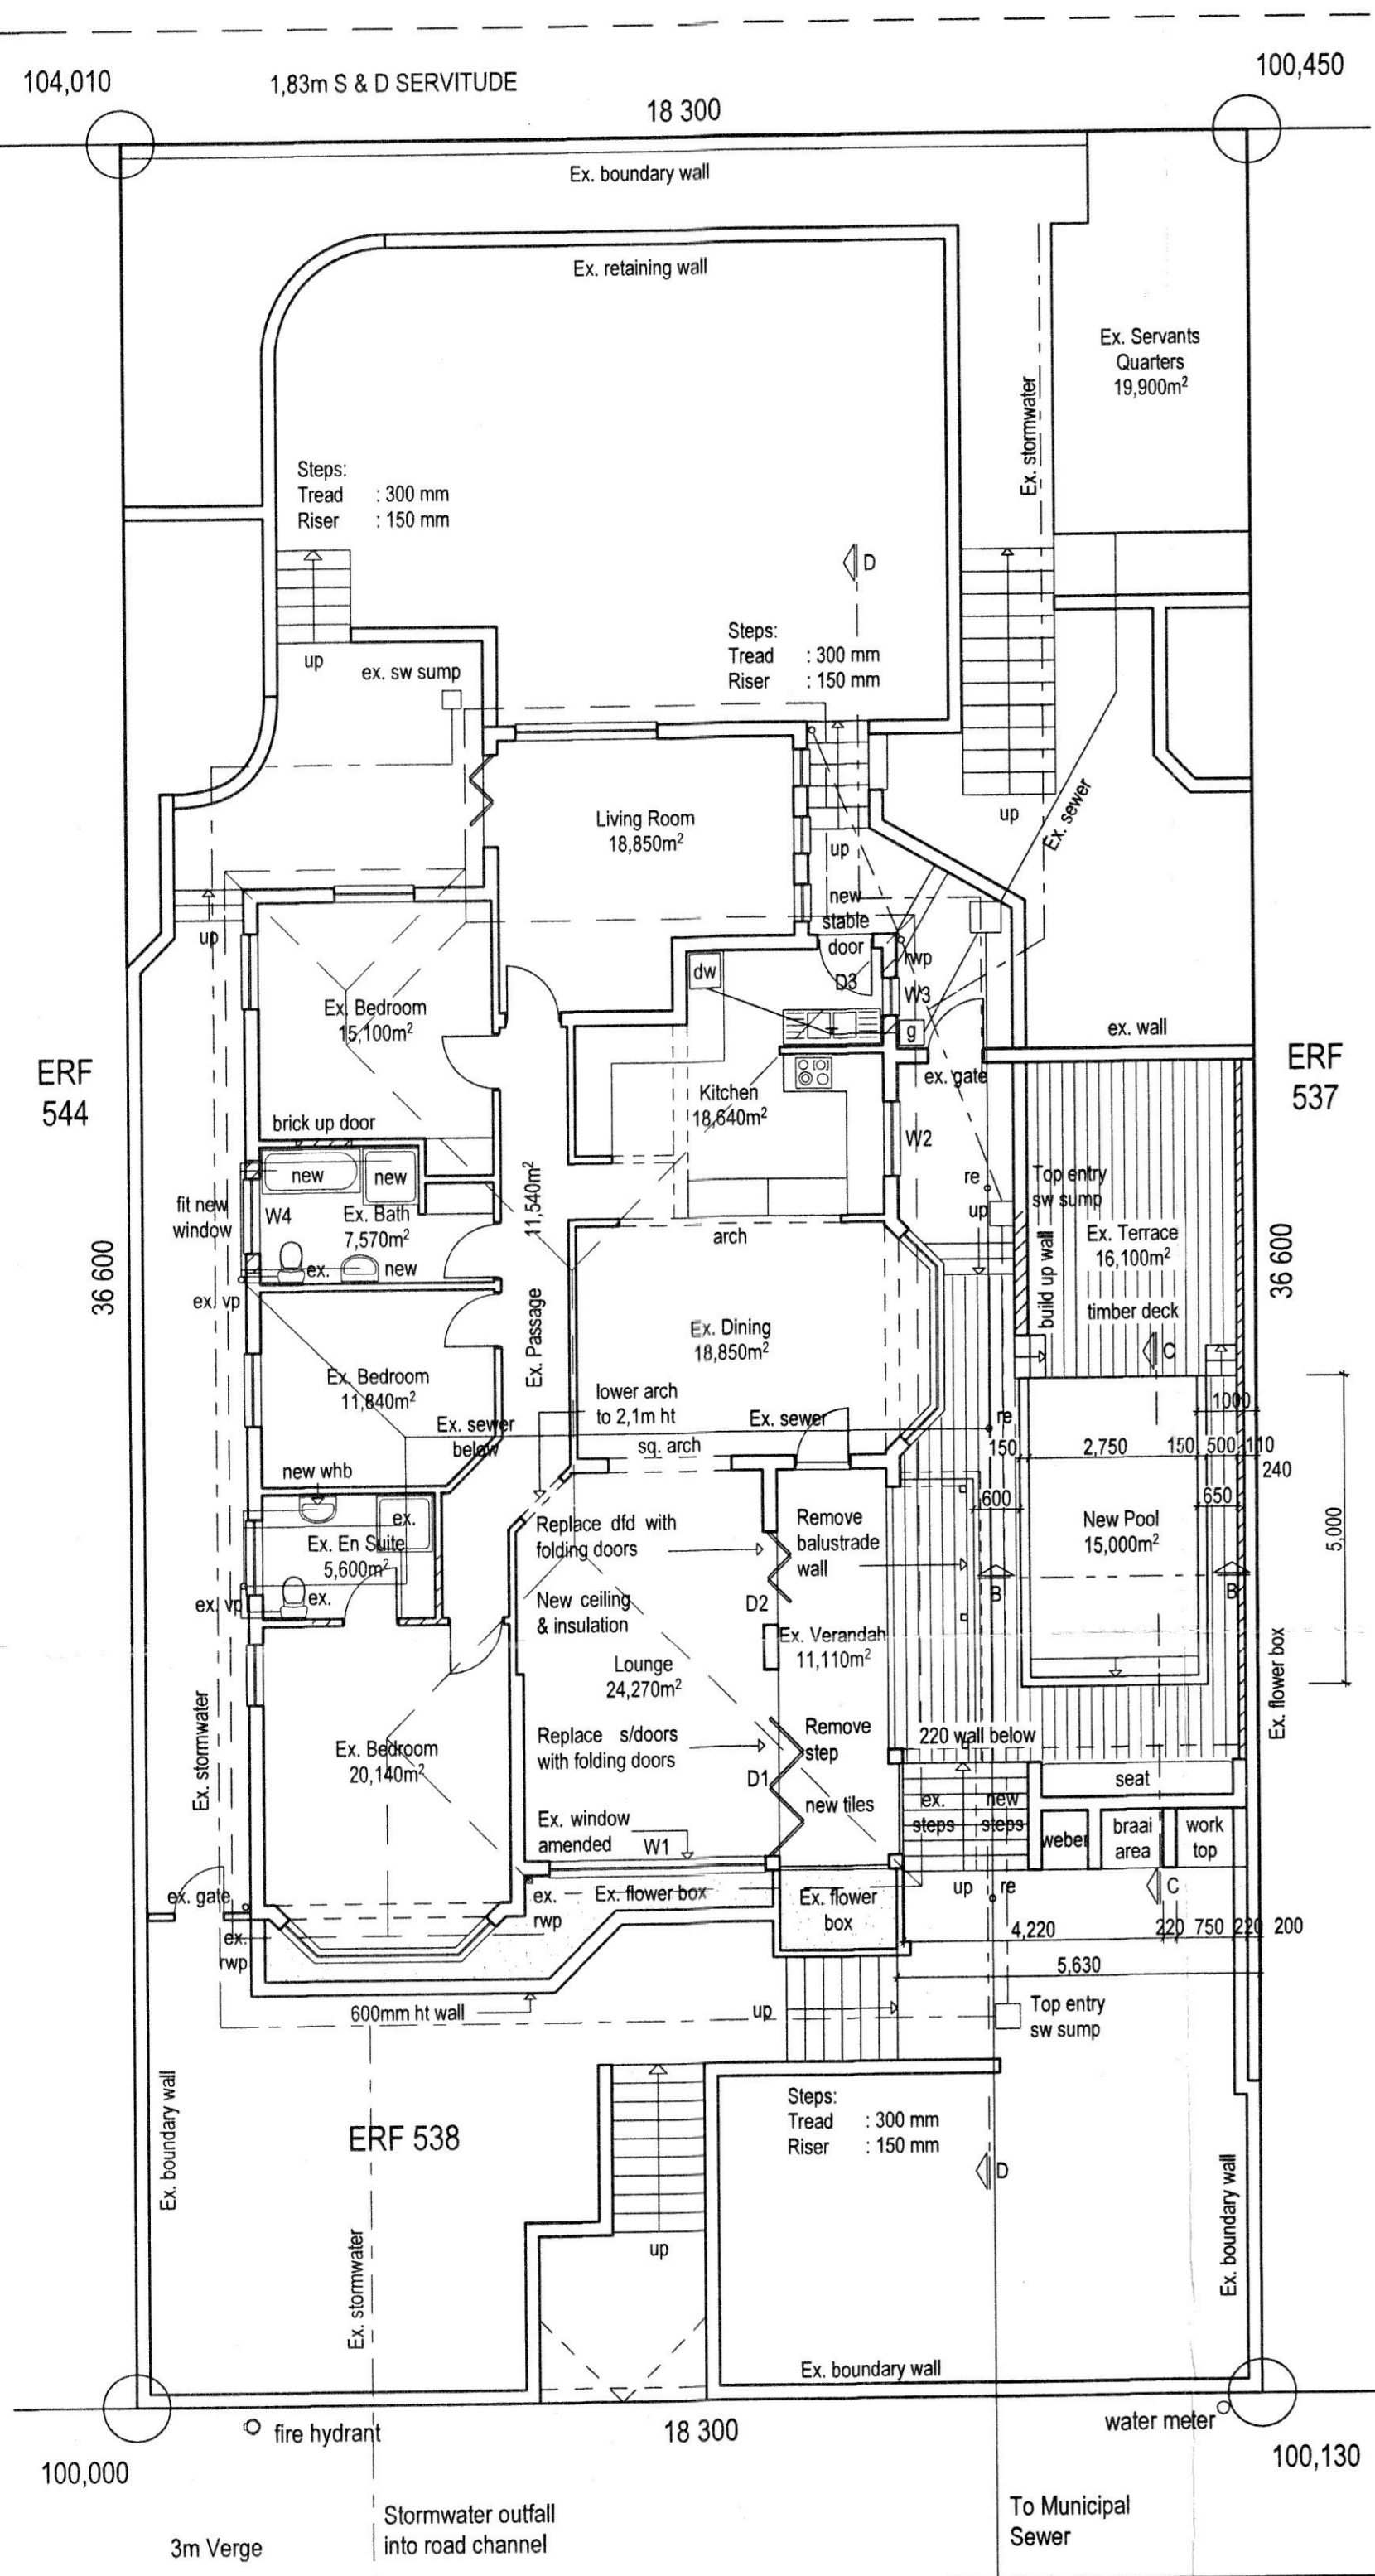 104,010
1,83m S & D SERVITUDE
100,450
18 300
Ex. boundary wall
Ex. retaining wall
Ex. Servants
Quarters
19,900m²
Ex. stormwater
Steps:
Tread : 300 mm
Riser : 150 mm
D
Steps:
Tread : 300 mm
Riser : 150 mm
up
ex. sw sump
up
Ex. sewer
Living Room
18,850m²
up
new
stable
door
D3
up
rwp
dw
W3
g
Ex. Bedroom
15,100m²
ex. wall
ERF
544
ERF
537
ex. gate
Kitchen
18,640m²
brick up door
W2
new
new
11,540m²
re
Top entry
sw sump
up
fit new
window
W4
Ex. Bath
7,570m²
arch
Ex. Terrace
16,100m²
build up wall
ex.
new
36 600
36 600
ex. vp
timber deck
Ex. Passage
Ex. Dining
18,850m²
C
Ex. Bedroom
11,840m²
lower arch
to 2,1m ht
1000
Ex. sewer
below
Ex. sewer
re
sq. arch
150
2,750
150
500
110
240
new whb
600
650
ex.
Replace dfd with
folding doors
Remove
balustrade
wall
New Pool
15,000m²
5,000
Ex. En Suite
5,600m²
ex. vp
ex.
New ceiling
& insulation
D2
B
B
Ex. Verandah
11,110m²
Lounge
24,270m²
Ex. flower box
Ex. stormwater
Replace s/doors
with folding doors
Remove
step
220 wall below
Ex. Bedroom
20,140m²
D1
seat
new tiles
ex.
steps
new
steps
Ex. window
amended
W1
weber
braai
area
work
top
ex. gate
ex.
rwp
Ex. flower box
Ex. flower
box
up
re
C
ex.
rwp
4,220
220
750
220
200
5,630
600mm ht wall
up
Top entry
sw sump
Ex. boundary wall
Steps:
Tread : 300 mm
Riser : 150 mm
ERF 538
D
Ex. boundary wall
Ex. stormwater
up
Ex. boundary wall
fire hydrant
18 300
water meter
100,000
100,130
Stormwater outfall
into road channel
To Municipal
Sewer
3m Verge